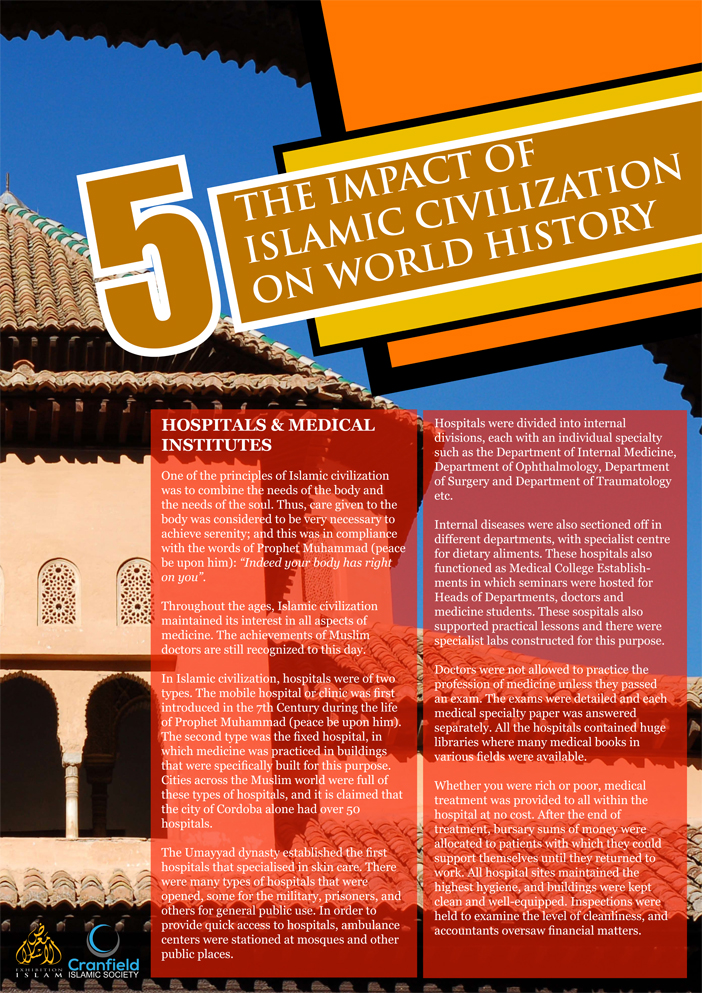 5
THE IMPACT OF
ISLAMIC CIVILIZATION
ON WORLD HISTORY
HOSPITALS & MEDICAL
INSTITUTES
One of the principles of Islamic civilization
was to combine the needs of the body and
the needs of the soul. Thus, care given to the
body was considered to be very necessary to
achieve serenity; and this was in compliance
with the words of Prophet Muhammad (peace
be upon him): “Indeed your body has right
on you”.
Throughout the ages, Islamic civilization
maintained its interest in all aspects of
medicine. The achievements of Muslim
doctors are still recognized to this day.
In Islamic civilization, hospitals were of two
types. The mobile hospital or clinic was first
introduced in the 7th Century during the life
of Prophet Muhammad (peace be upon him).
The second type was the fixed hospital, in
which medicine was practiced in buildings
that were specifically built for this purpose.
Cities across the Muslim world were full of
these types of hospitals, and it is claimed that
the city of Cordoba alone had over 50
hospitals.
The Umayyad dynasty established the first
hospitals that specialised in skin care. There
were many types of hospitals that were
opened, some for the military, prisoners, and
others for general public use. In order to
provide quick access to hospitals, ambulance
centers were stationed at mosques and other
public places.
Hospitals were divided into internal
divisions, each with an individual specialty
such as the Department of Internal Medicine,
Department of Ophthalmology, Department
of Surgery and Department of Traumatology
etc.
Internal diseases were also sectioned off in
different departments, with specialist centre
for dietary aliments. These hospitals also
functioned as Medical College Establish-
ments in which seminars were hosted for
Heads of Departments, doctors and
medicine students. These sospitals also
supported practical lessons and there were
specialist labs constructed for this purpose.
Doctors were not allowed to practice the
profession of medicine unless they passed
an exam. The exams were detailed and each
medical specialty paper was answered
separately. All the hospitals contained huge
libraries where many medical books in
various fields were available.
Whether you were rich or poor, medical
treatment was provided to all within the
hospital at no cost. After the end of
treatment, bursary sums of money were
allocated to patients with which they could
support themselves until they returned to
work. All hospital sites maintained the
highest hygiene, and buildings were kept
clean and well-equipped. Inspections were
held to examine the level of cleanliness, and
accountants oversaw financial matters.
EXHIBITION
ISLAM
Cranfield
ISLAMIC SOCIETY